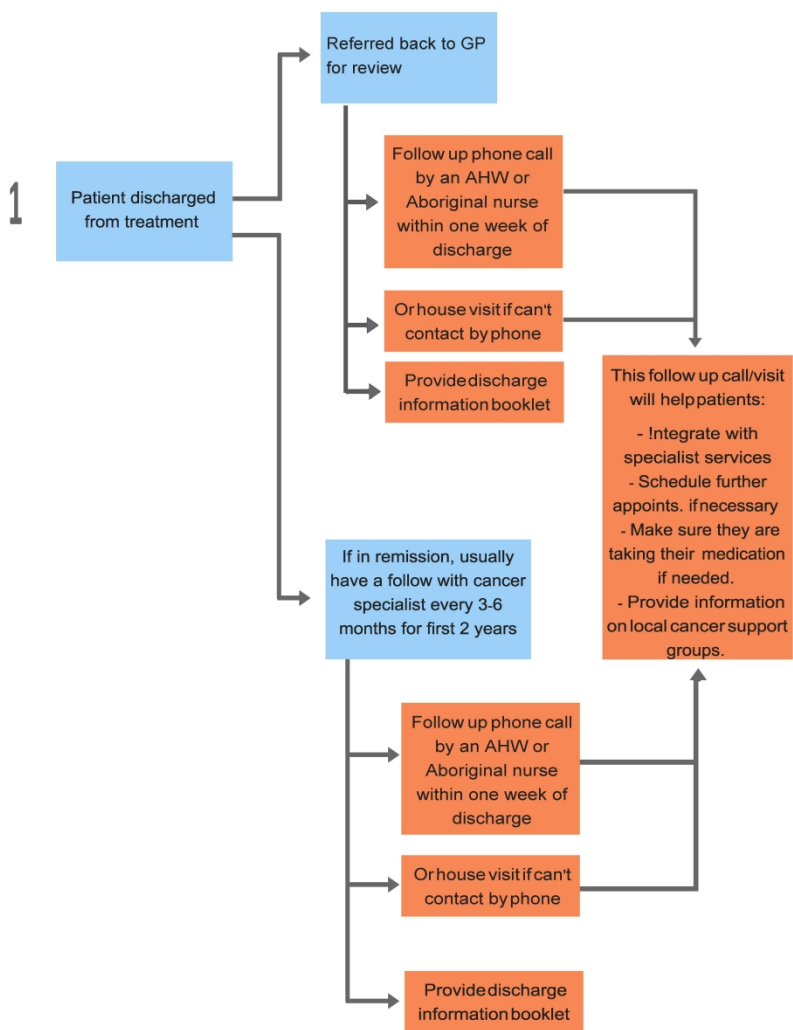 1
Patient discharged
from treatment
Referred back to GP
for review
Follow up phone call
by an AHW or
Aboriginal nurse
within one week of
discharge
Or house visit if can't
contact by phone
Provide discharge
information booklet
This follow up call/visit
will help patients:
- !ntegrate with
specialist services
- Schedule further
appoints. if necessary
- Make sure they are
taking their medication
if needed.
- Provide information
on local cancer support
groups.
If in remission, usually
have a follow with cancer
specialist every 3-6
months for first 2 years
Follow up phone call
by an AHW or
Aboriginal nurse
within one week of
discharge
Or house visit if can't
contact by phone
Provide discharge
information booklet